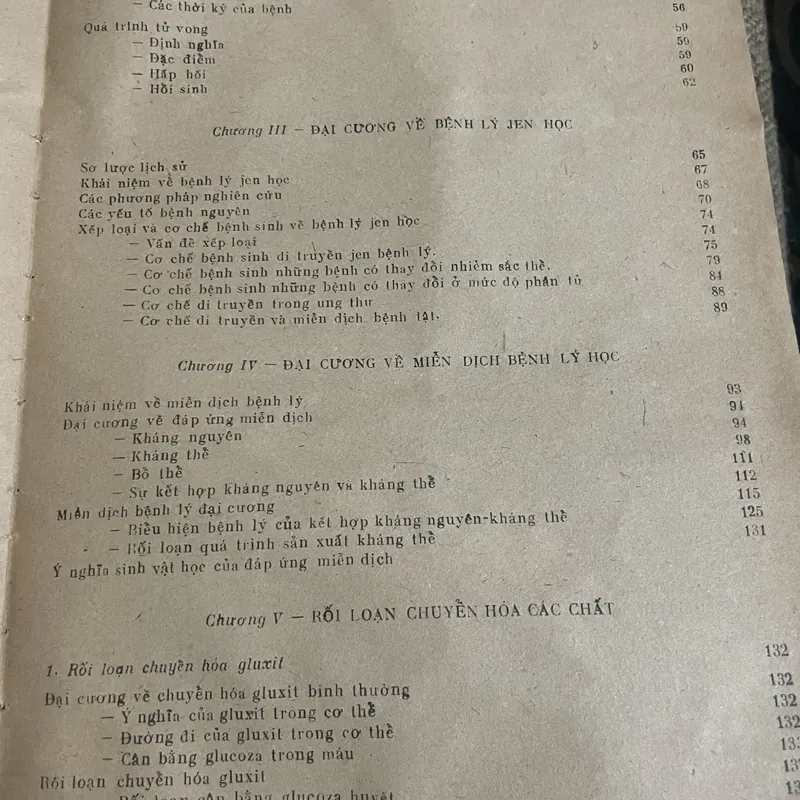 — Các thời kỳ của bệnh 56
Quá trình tử vong 59
— Định nghĩa 59
— Đặc điểm 59
— Hấp hối 60
— Hồi sinh 62
Chương III — ĐẠI CƯƠNG VỀ BỆNH LÝ JEN HỌC
Sơ lược lịch sử 65
Khái niệm về bệnh lý jen học 67
Các phương pháp nghiên cứu 68
Các yếu tố bệnh nguyên 70
Xếp loại và cơ chế bệnh sinh về bệnh lý jen học 74
— Vấn đề xếp loại 74
— Cơ chế bệnh sinh di truyền jen bệnh lý. 75
— Cơ chế bệnh sinh những bệnh có thay đổi nhiễm sắc thể. 79
— Cơ chế bệnh sinh những bệnh có thay đổi ở mức độ phân tử 84
— Cơ chế di truyền trong ung thư 88
— Cơ chế di truyền và miễn dịch bệnh tật. 89
Chương IV — ĐẠI CƯƠNG VỀ MIỄN DỊCH BỆNH LÝ HỌC
Khái niệm về miễn dịch bệnh lý 93
Đại cương về đáp ứng miễn dịch 94
— Kháng nguyên 94
— Kháng thể 98
— Bổ thể 111
— Sự kết hợp kháng nguyên và kháng thể 112
Miễn dịch bệnh lý đại cương 115
— Biểu hiện bệnh lý của kết hợp kháng nguyên-kháng thể 125
— Rối loạn quá trình sản xuất kháng thể 131
Ý nghĩa sinh vật học của đáp ứng miễn dịch
Chương V — RỐI LOẠN CHUYỂN HÓA CÁC CHẤT
1. Rối loạn chuyển hóa gluxit 132
Đại cương về chuyển hóa gluxit bình thường 132
— Ý nghĩa của gluxit trong cơ thể 132
— Đường đi của gluxit trong cơ thể 132
— Cân bằng glucoza trong máu
Rối loạn chuyển hóa gluxit
— Rối loạn cân bằng glucoza huyết